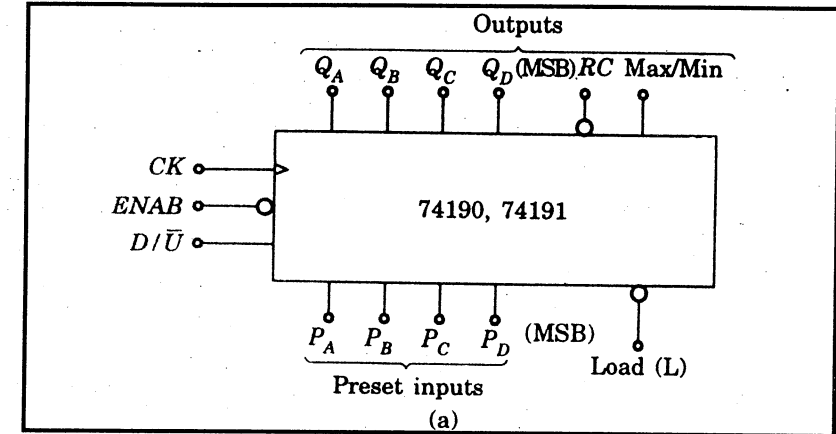 Outputs
Q_A Q_B Q_C Q_D (MSB) RC Max/Min
CK
ENAB
74190, 74191
D/Ū
P_A P_B P_C P_D (MSB)
Load (L)
Preset inputs
(a)